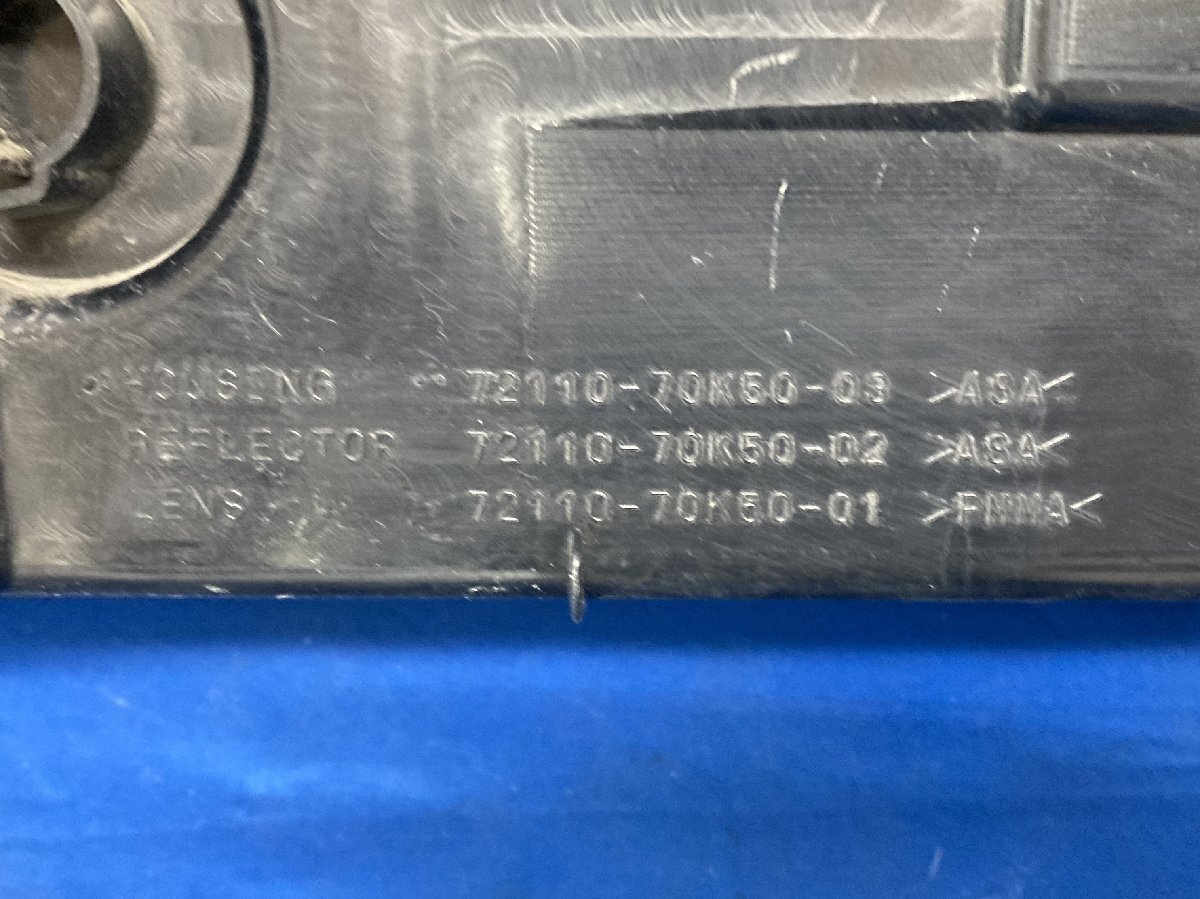 HOUSING 72110-70K50-03 >ASA<
REFLECTOR 72110-70K50-02 >ASA<
LENS 72110-70K50-01 >PMMA<